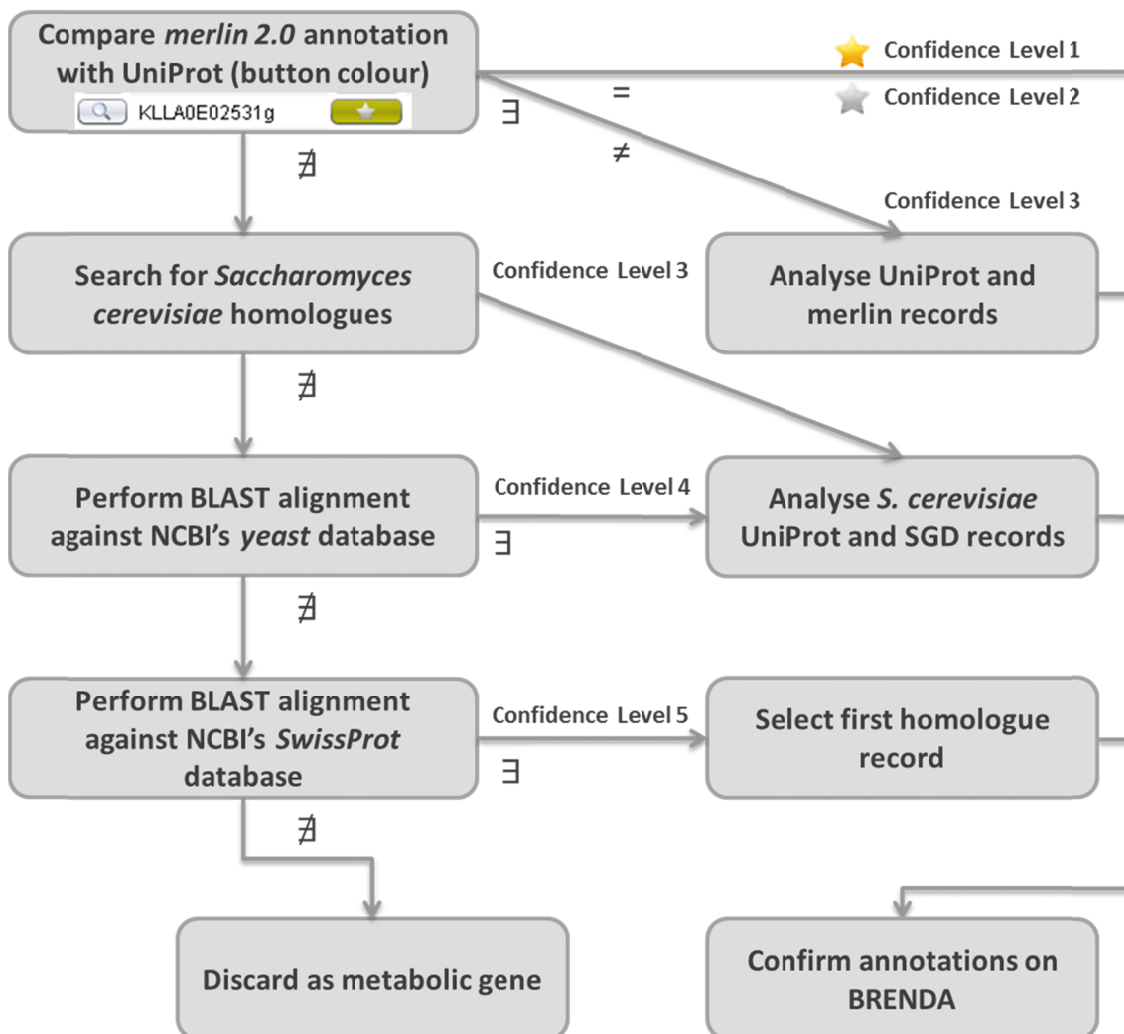 Compare merlin 2.0 annotation
with UniProt (button colour)
KLLA0E02531g
Confidence Level 1
Confidence Level 2
=
∃
≠
∄
Confidence Level 3
Search for Saccharomyces
cerevisiae homologues
Confidence Level 3
Analyse UniProt and
merlin records
∄
Perform BLAST alignment
against NCBI's yeast database
Confidence Level 4
∃
Analyse S. cerevisiae
UniProt and SGD records
∄
Perform BLAST alignment
against NCBI's SwissProt
database
Confidence Level 5
∃
Select first homologue
record
∄
Discard as metabolic gene
Confirm annotations on
BRENDA